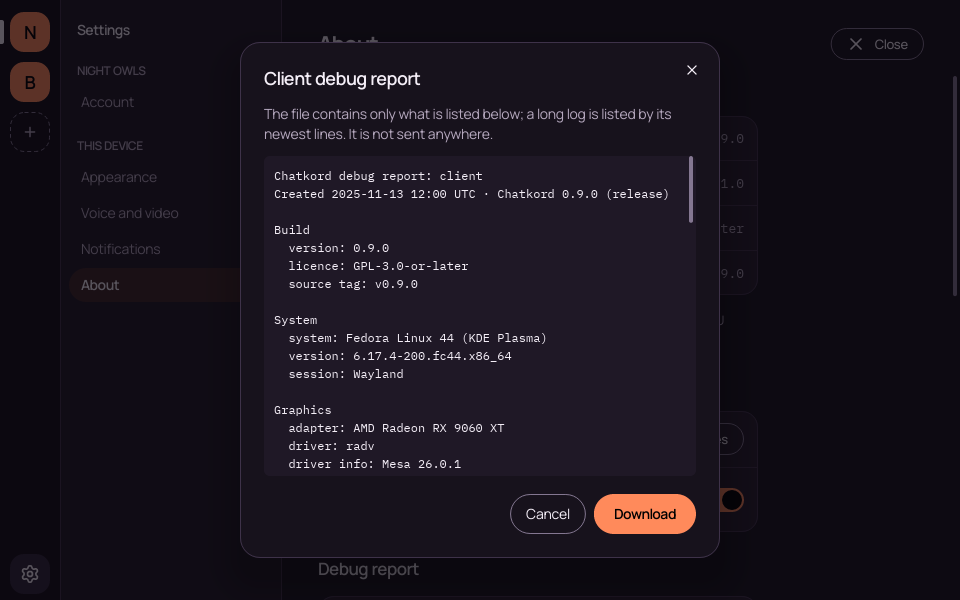 N
B
+
Settings
NIGHT OWLS
Account
THIS DEVICE
Appearance
Voice and video
Notifications
About
About
Close
Client debug report
The file contains only what is listed below; a long log is listed by its
newest lines. It is not sent anywhere.
Chatkord debug report: client
Created 2025-11-13 12:00 UTC · Chatkord 0.9.0 (release)
Build
version: 0.9.0
licence: GPL-3.0-or-later
source tag: v0.9.0
System
system: Fedora Linux 44 (KDE Plasma)
version: 6.17.4-200.fc44.x86_64
session: Wayland
Graphics
adapter: AMD Radeon RX 9060 XT
driver: radv
driver info: Mesa 26.0.1
Cancel
Download
Debug report